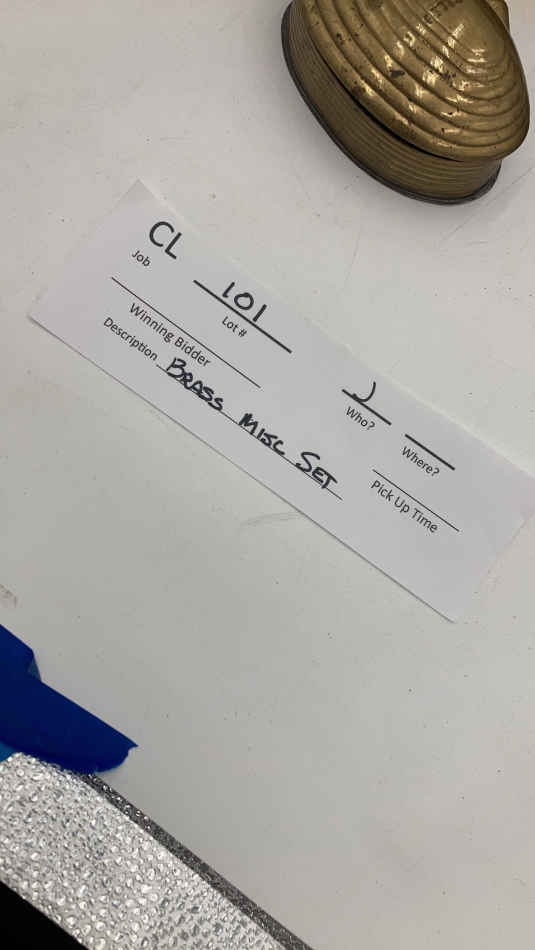 CL
Job
101
Lot #
J
Who?
Where?
Winning Bidder
Description BRASS MISC SET
Pick Up Time